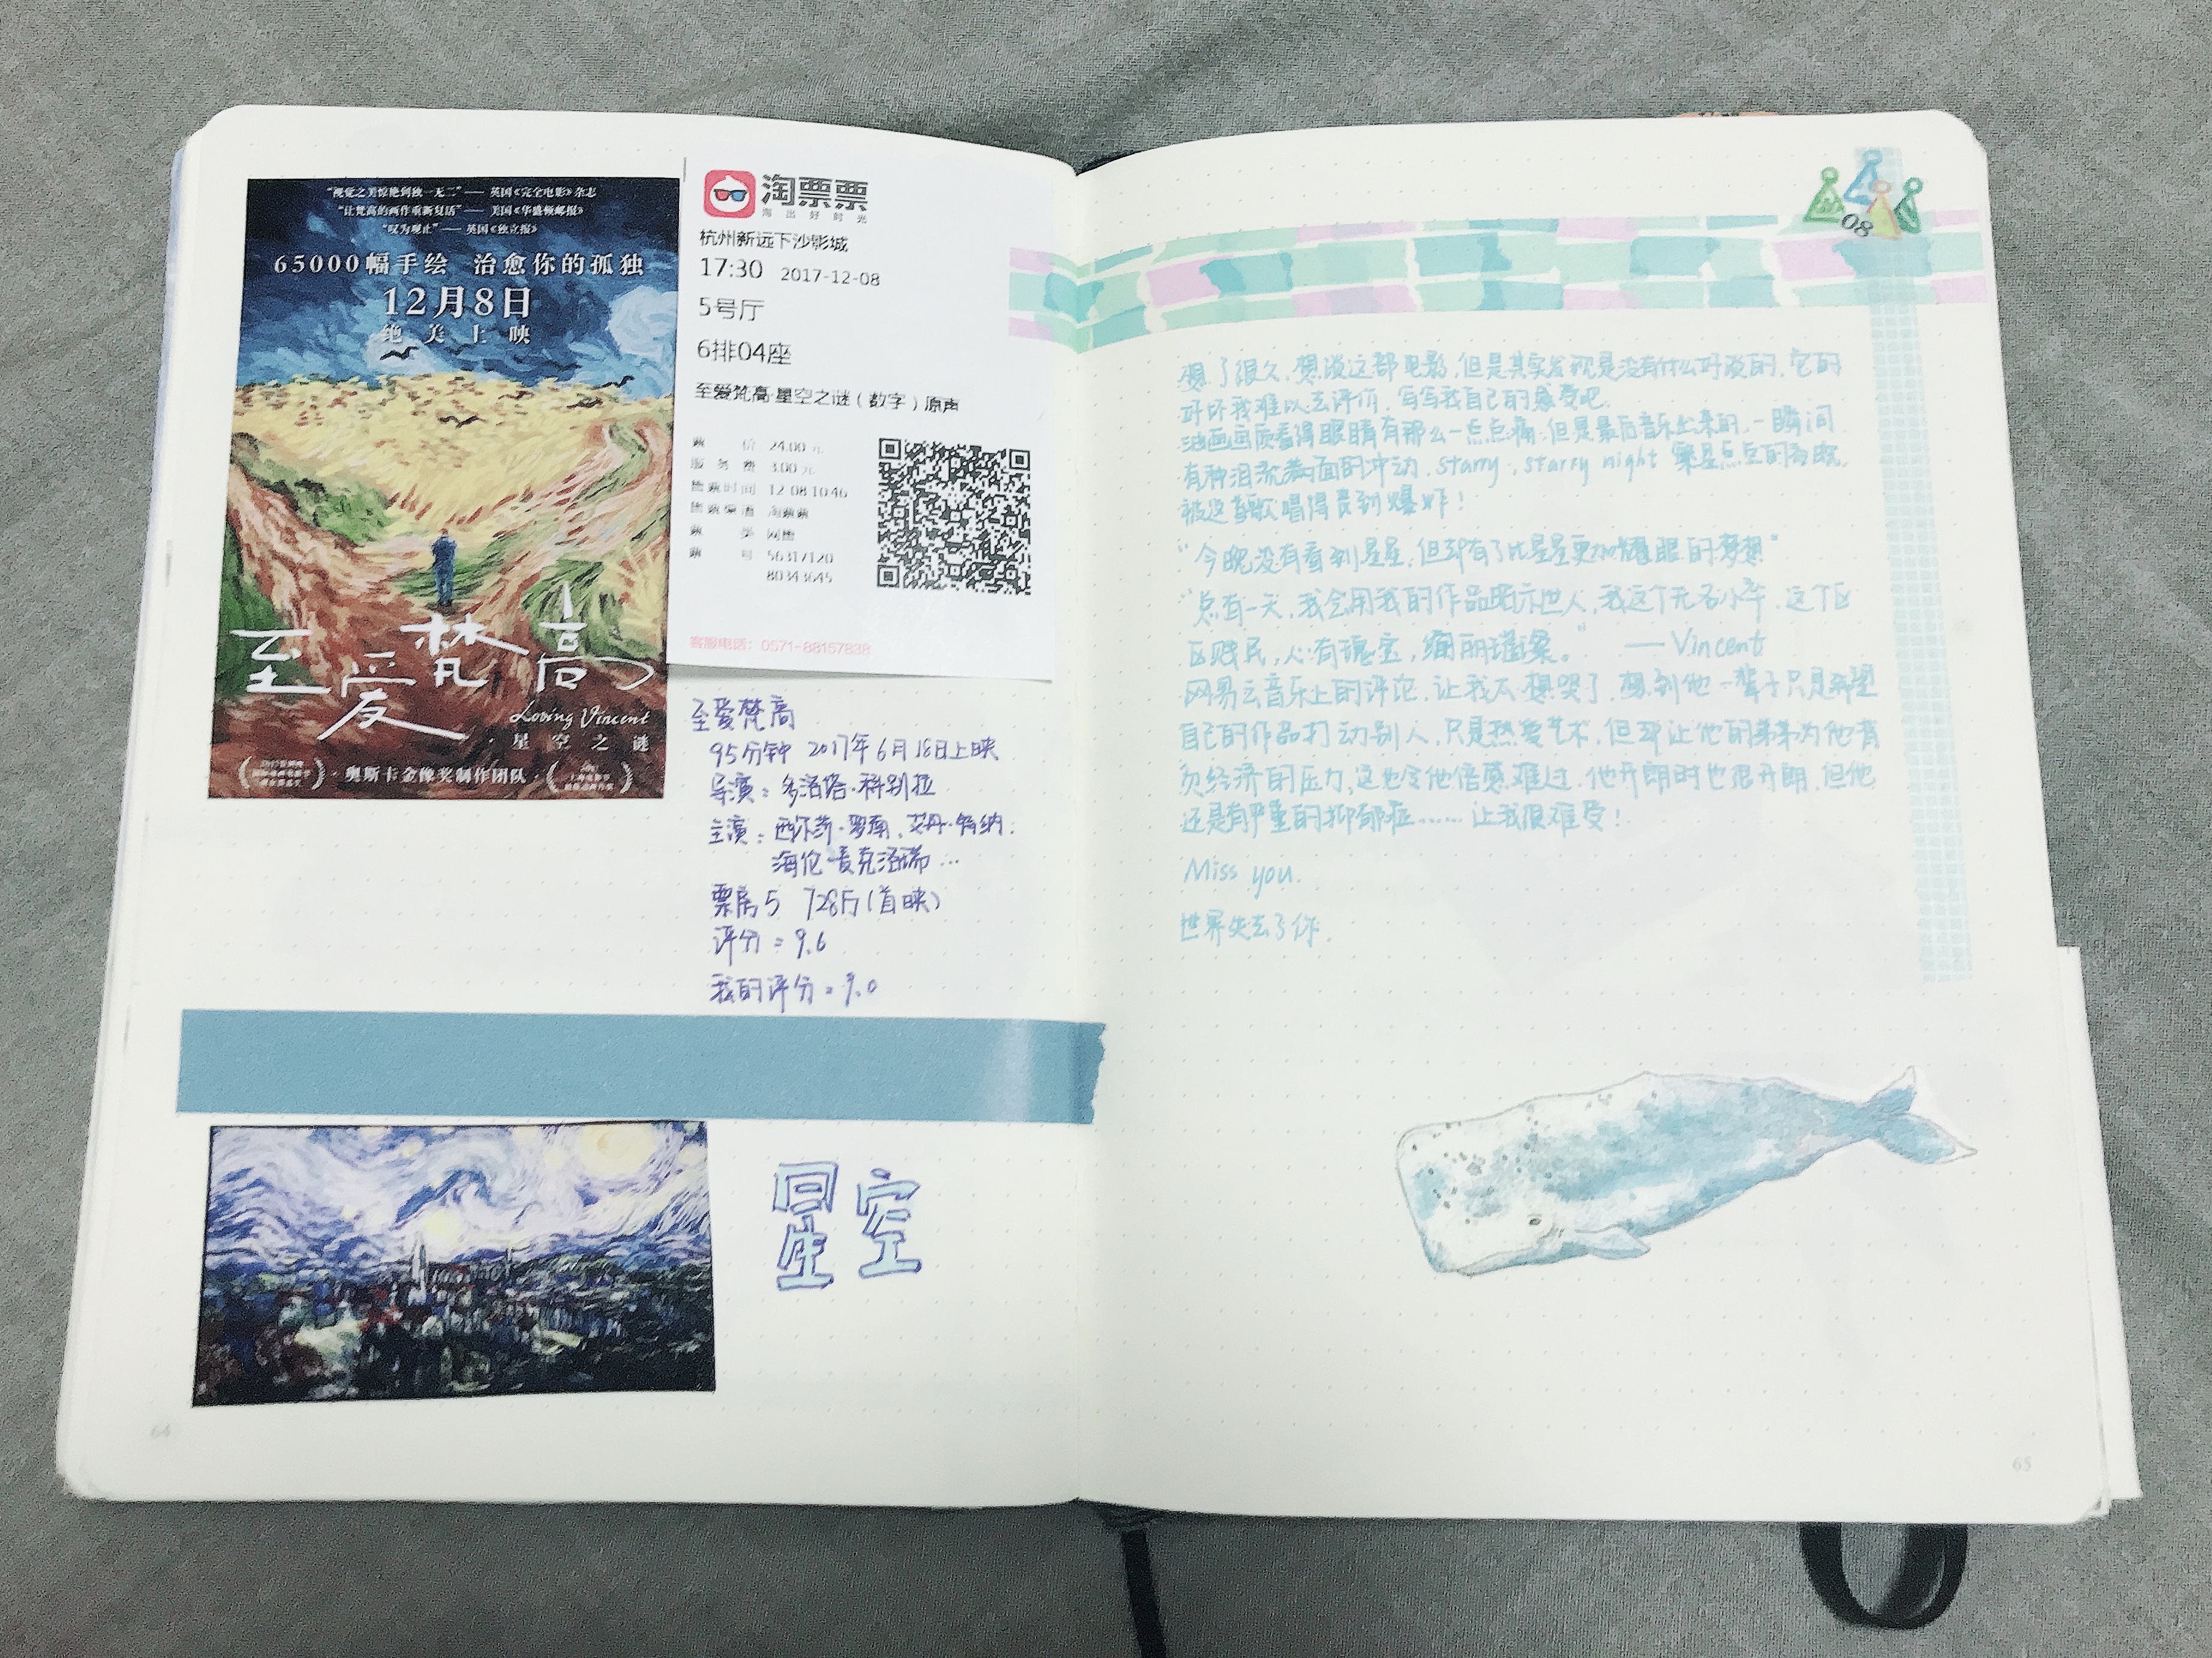 “视觉之美惊艳到独一无二”—— 英国《完全电影》杂志
“让梵高的画作重新复活”—— 美国《华盛顿邮报》
“叹为观止”—— 英国《独立报》
65000幅手绘 治愈你的孤独
12月8日
绝美上映
至爱梵高
Loving Vincent
星空之谜
·奥斯卡金像奖制作团队·
淘票票
淘出好时光
杭州新远下沙影城
17:30 2017-12-08
5号厅
6排04座
至爱梵高·星空之谜（数字）原声
票价 24.00 元
服务费 3.00 元
售票时间 12-08 10:46
售票渠道 淘票票
票类 网售
票号 56317120
80343645
客服电话：0571-88157838
至爱梵高
95分钟 2017年6月18日上映
导演：多洛塔·科别拉
主演：西尔莎·罗南、艾丹·特纳、
海伦·麦克洛瑞…
票房5 728万(首映)
评分：9.6
我的评分：9.0
星空
64
08
想了很久,想谈这部电影,但是其实发现是没有什么好谈的,它的
好坏我难以去评价,写写我自己的感受吧.
油画画质看得眼睛有那么一点点痛,但是最后音乐出来的一瞬间
有种泪流满面的冲动, starry, starry night 繁星点点的夜晚
被这首歌唱得美到爆炸!
“今晚没有看到星星,但却有了比星星更加耀眼的梦想”
“总有一天,我会用我的作品昭示世人,我这个无名小卒,这个区
区贱民,心有瑰宝,绚丽璀璨。” —Vincent
网易云音乐上的评论,让我太想哭了,想到他一辈子只是希望
自己的作品打动别人,只是热爱艺术,但却让他的弟弟为他背
负经济的压力,这也令他倍感难过.他开朗时也很开朗,但他
还是有严重的抑郁症……让我很难受!
Miss you.
世界失去了你.
65